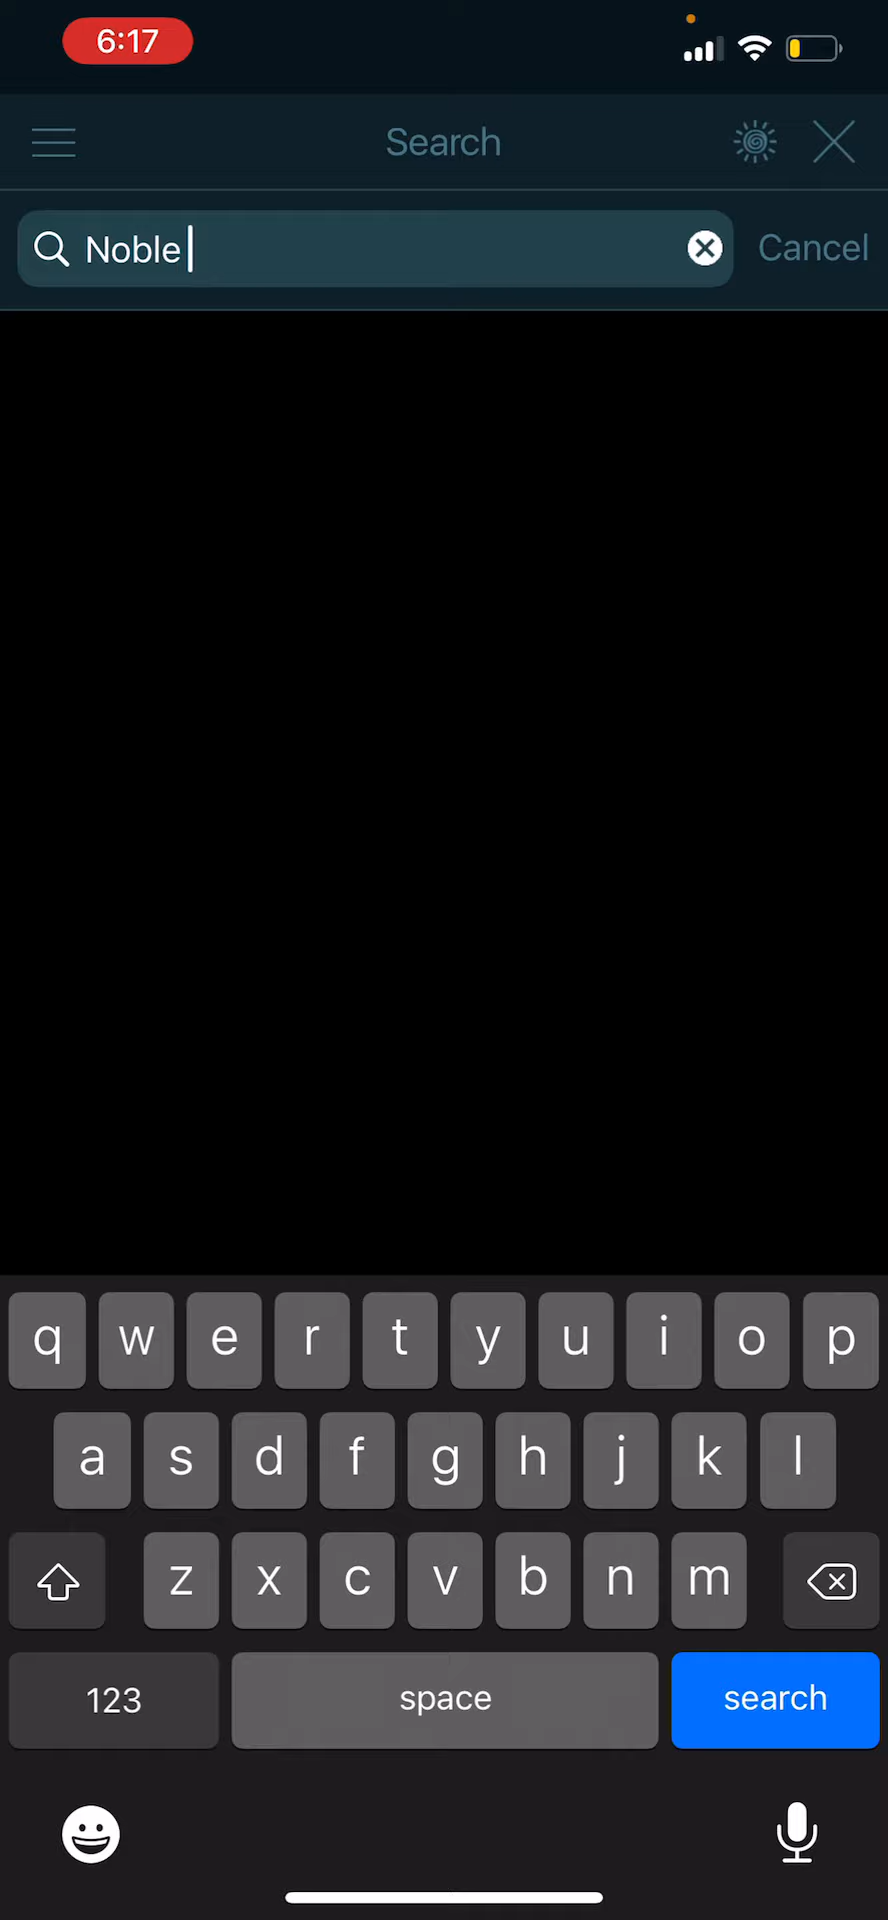 6:17
Search
Noble
Cancel
q w e r t y u i o p
a s d f g h j k l
z x c v b n m
123 space search